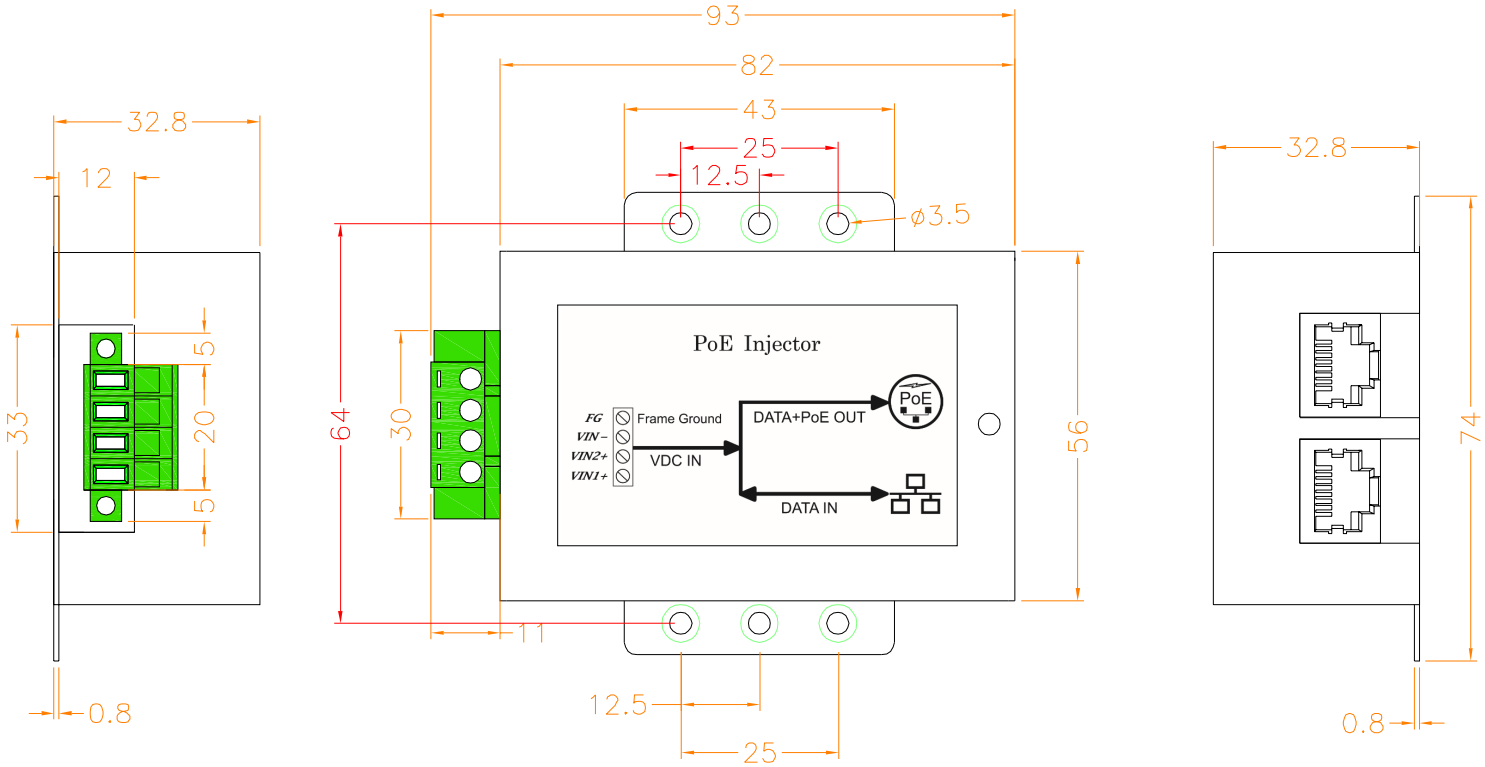 93
82
43
32.8
25
32.8
12
12.5
ø3.5
5
PoE Injector
33
20
64
30
FG Frame Ground
VIN–
VIN2+
VIN1+
VDC IN
DATA+PoE OUT
PoE
DATA IN
56
74
5
11
12.5
0.8
0.8
25